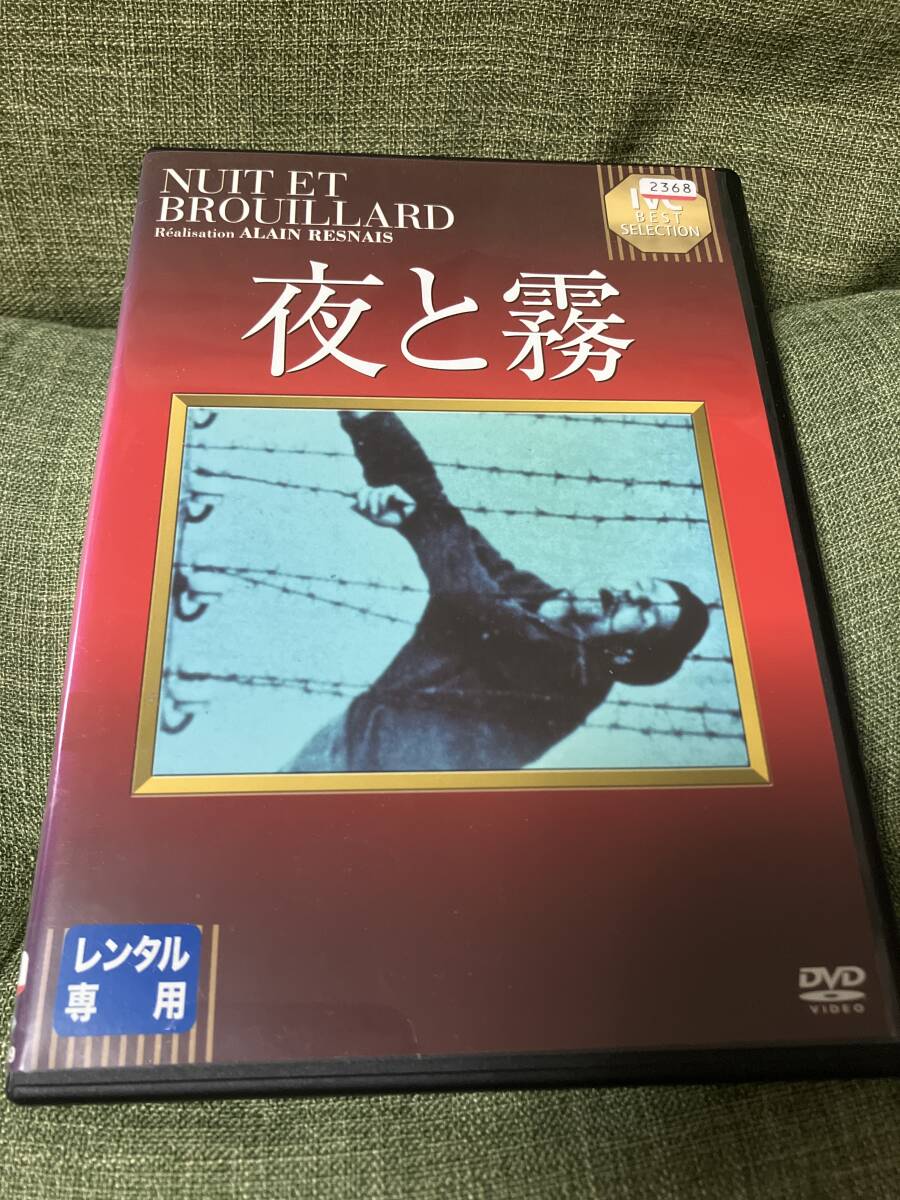 NUIT ET
BROUILLARD
Réalisation ALAIN RESNAIS
2368
IVC
BEST
SELECTION
夜と霧
レンタル
専用
DVD
VIDEO